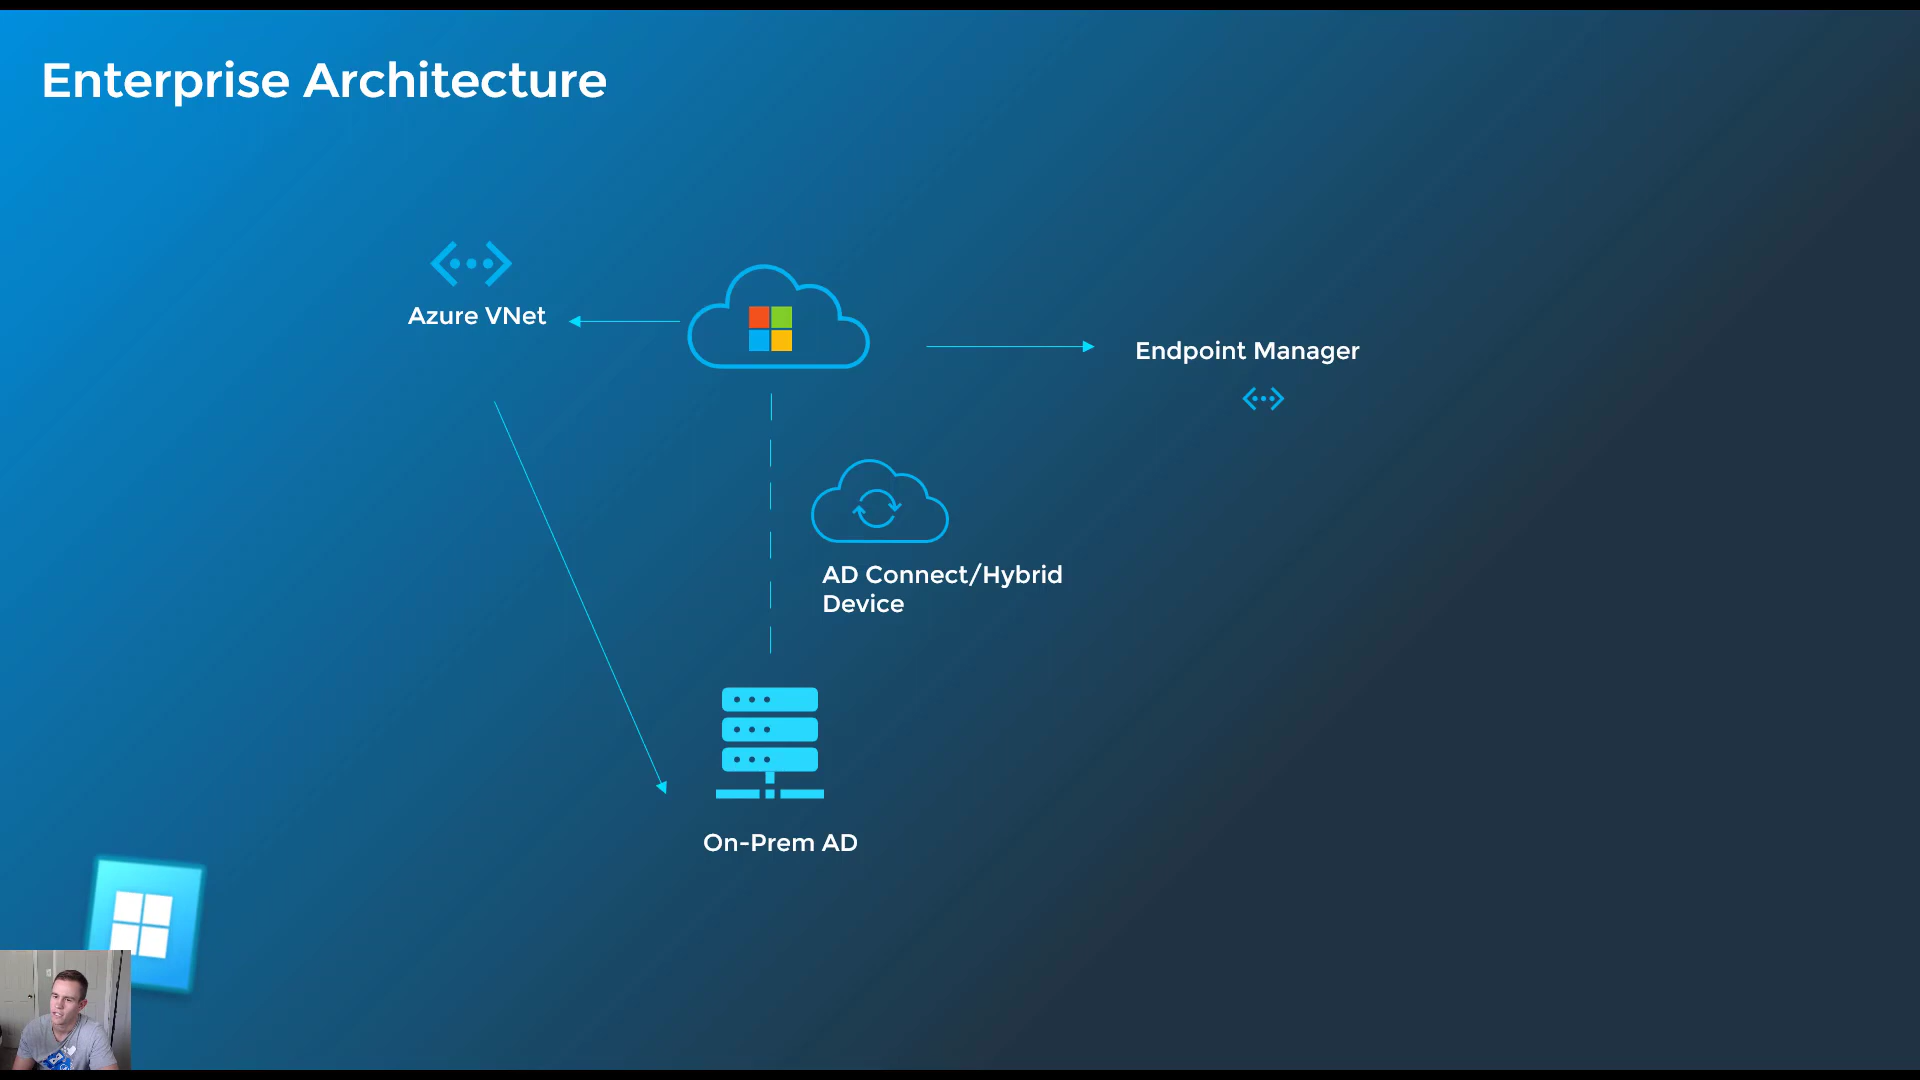 Enterprise Architecture
Azure VNet
Endpoint Manager
AD Connect/Hybrid
Device
On-Prem AD